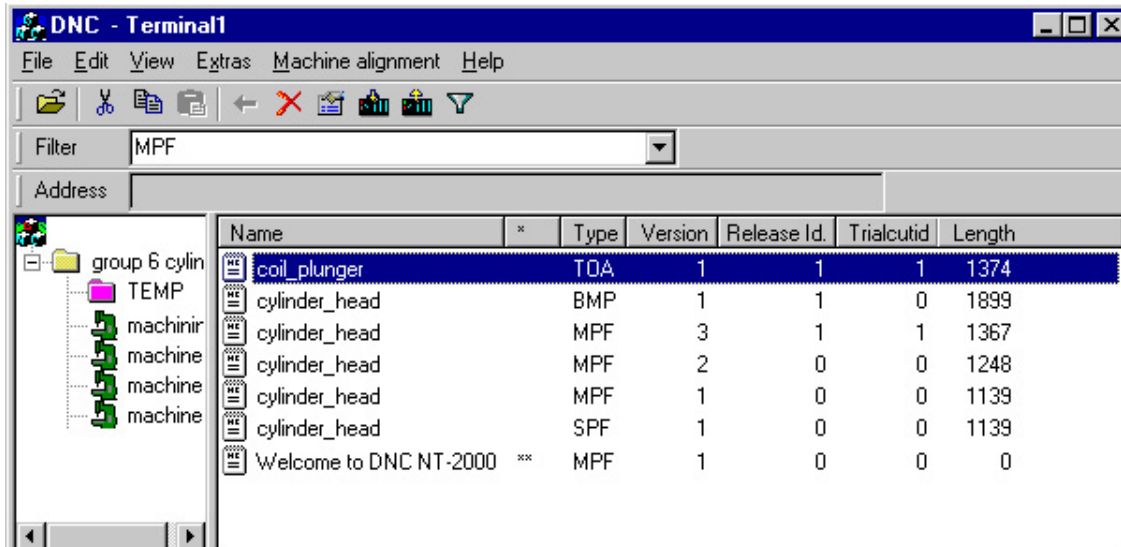 DNC - Terminal1
File Edit View Extras Machine alignment Help
Filter MPF
Address
Name * Type Version Release Id. Trialcutid Length
group 6 cylin
TEMP
machinir
machine
machine
machine
coil_plunger TOA 1 1 1 1374
cylinder_head BMP 1 1 0 1899
cylinder_head MPF 3 1 1 1367
cylinder_head MPF 2 0 0 1248
cylinder_head MPF 1 0 0 1139
cylinder_head SPF 1 0 0 1139
Welcome to DNC NT-2000 ** MPF 1 0 0 0